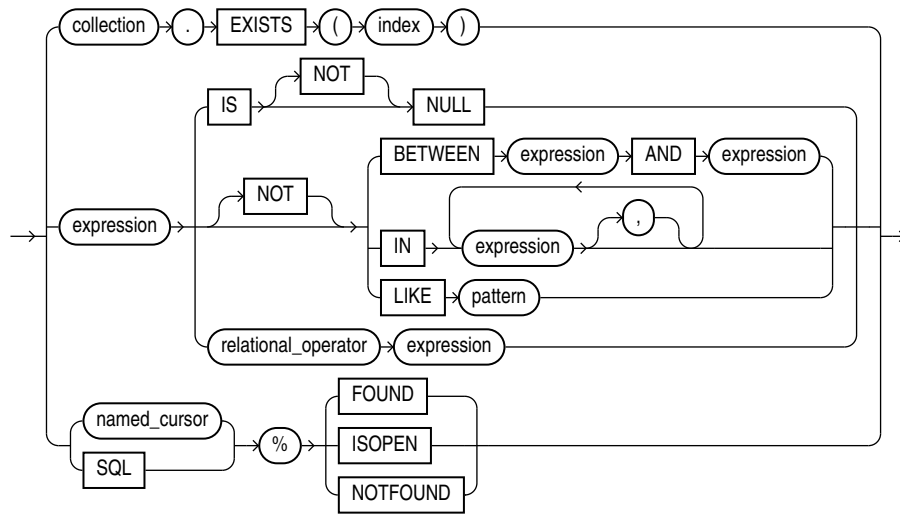 collection . EXISTS ( index )
NOT
IS NULL
BETWEEN expression AND expression
NOT
expression
,
IN expression
LIKE pattern
relational_operator expression
FOUND
named_cursor
% ISOPEN
SQL
NOTFOUND